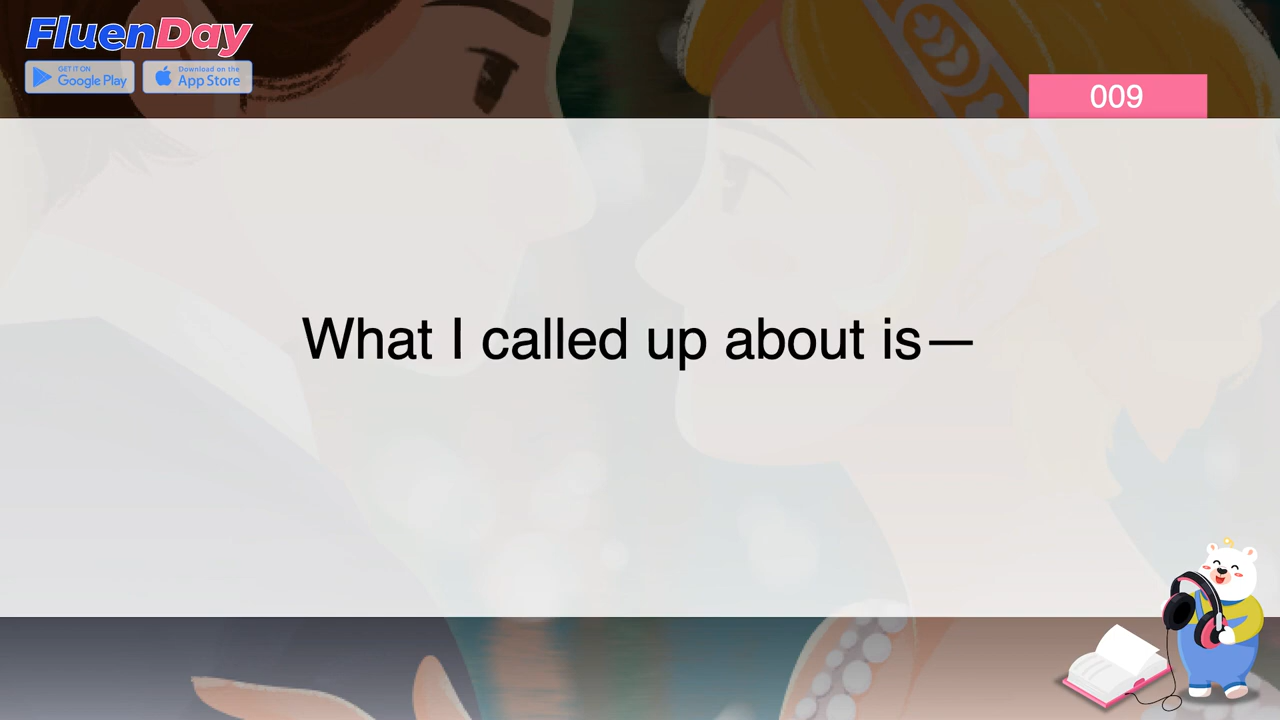 FluenDay
GET IT ON
Google Play
Download on the
App Store
009
What I called up about is—